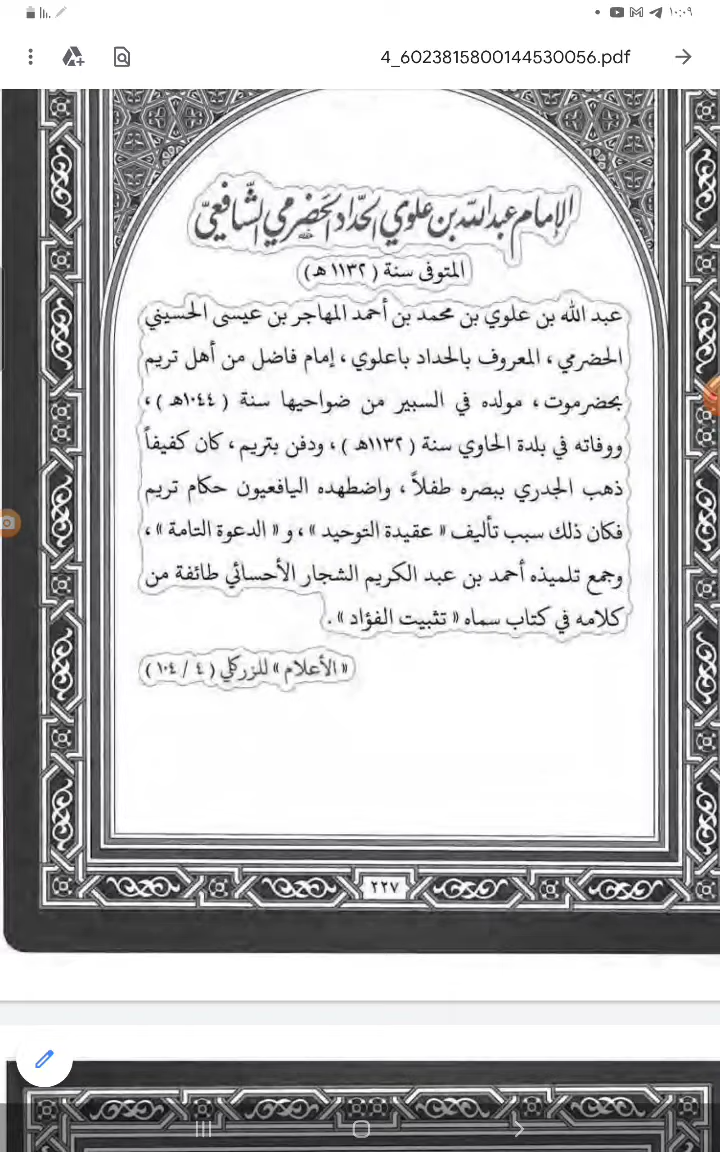 ١٠:٠٩
4_6023815800144530056.pdf
الإمام عبد الله بن علوي الحداد الحضرمي الشافعي
المتوفى سنة ( ١١٣٢ هـ )
عبد الله بن علوي بن محمد بن أحمد المهاجر بن عيسى الحسيني
الحضرمي ، المعروف بالحداد باعلوي ، إمام فاضل من أهل تريم
بحضرموت ، مولده في السبير من ضواحيها سنة ( ١٠٤٤هـ ) ،
ووفاته في بلدة الحاوي سنة ( ١١٣٢هـ ) ، ودفن بتريم ، كان كفيفاً
ذهب الجدري ببصره طفلاً ، واضطهده اليافعيون حكام تريم
فكان ذلك سبب تأليف « عقيدة التوحيد » ، و « الدعوة التامة » ،
وجمع تلميذه أحمد بن عبد الكريم الشجار الأحسائي طائفة من
كلامه في كتاب سماه « تثبيت الفؤاد » .
« الأعلام » للزركلي ( ٤ / ١٠٤ )
٢٢٧